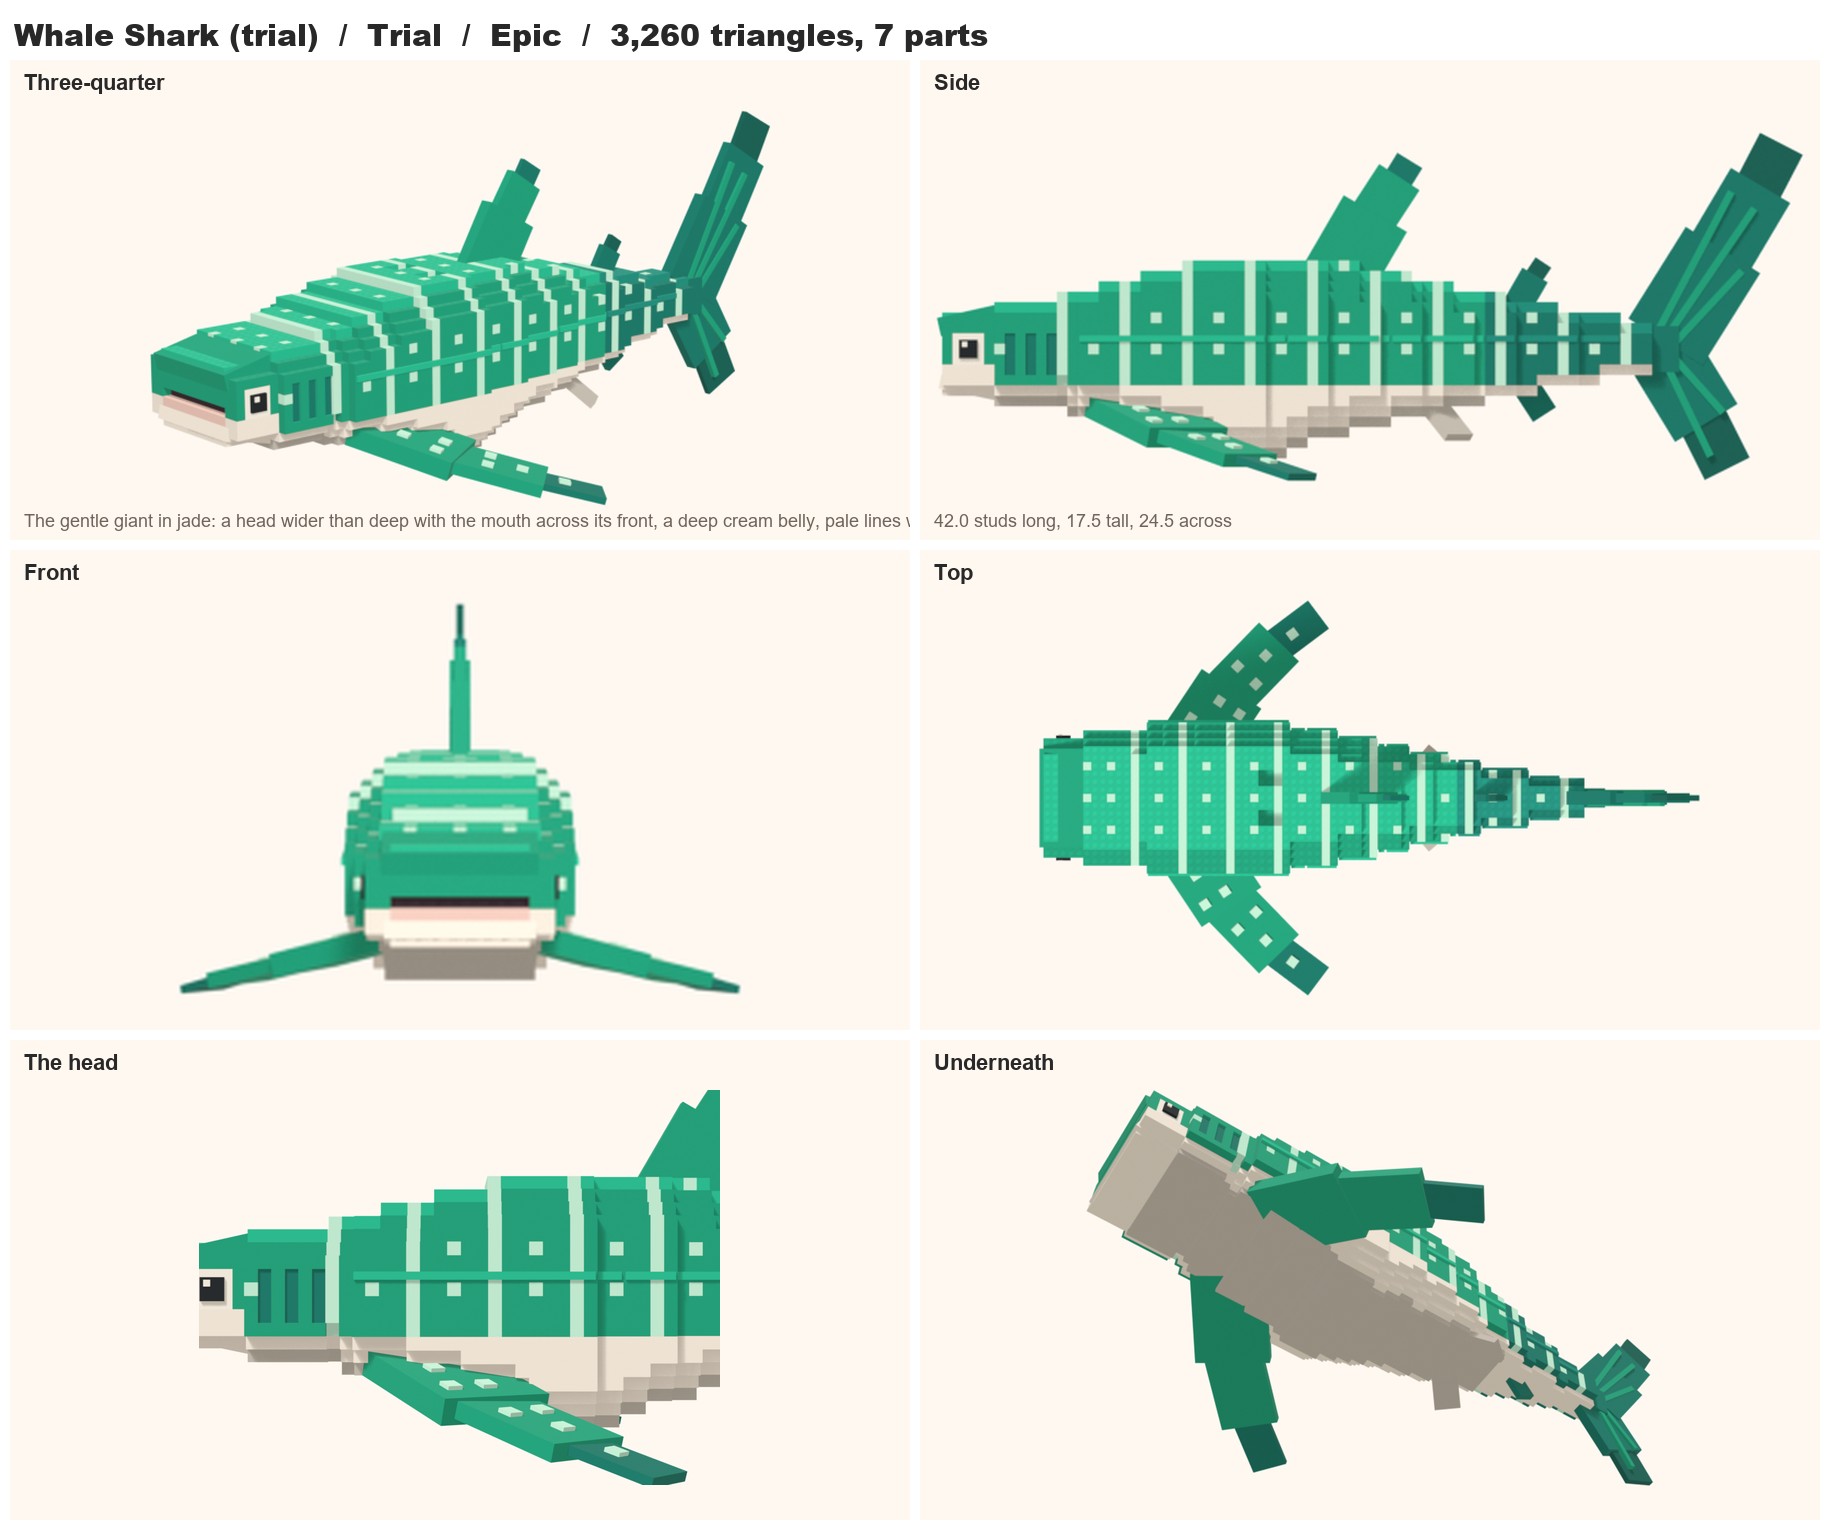 Whale Shark (trial) / Trial / Epic / 3,260 triangles, 7 parts
Three-quarter
Side
The gentle giant in jade: a head wider than deep with the mouth across its front, a deep cream belly, pale lines
42.0 studs long, 17.5 tall, 24.5 across
Front
Top
The head
Underneath